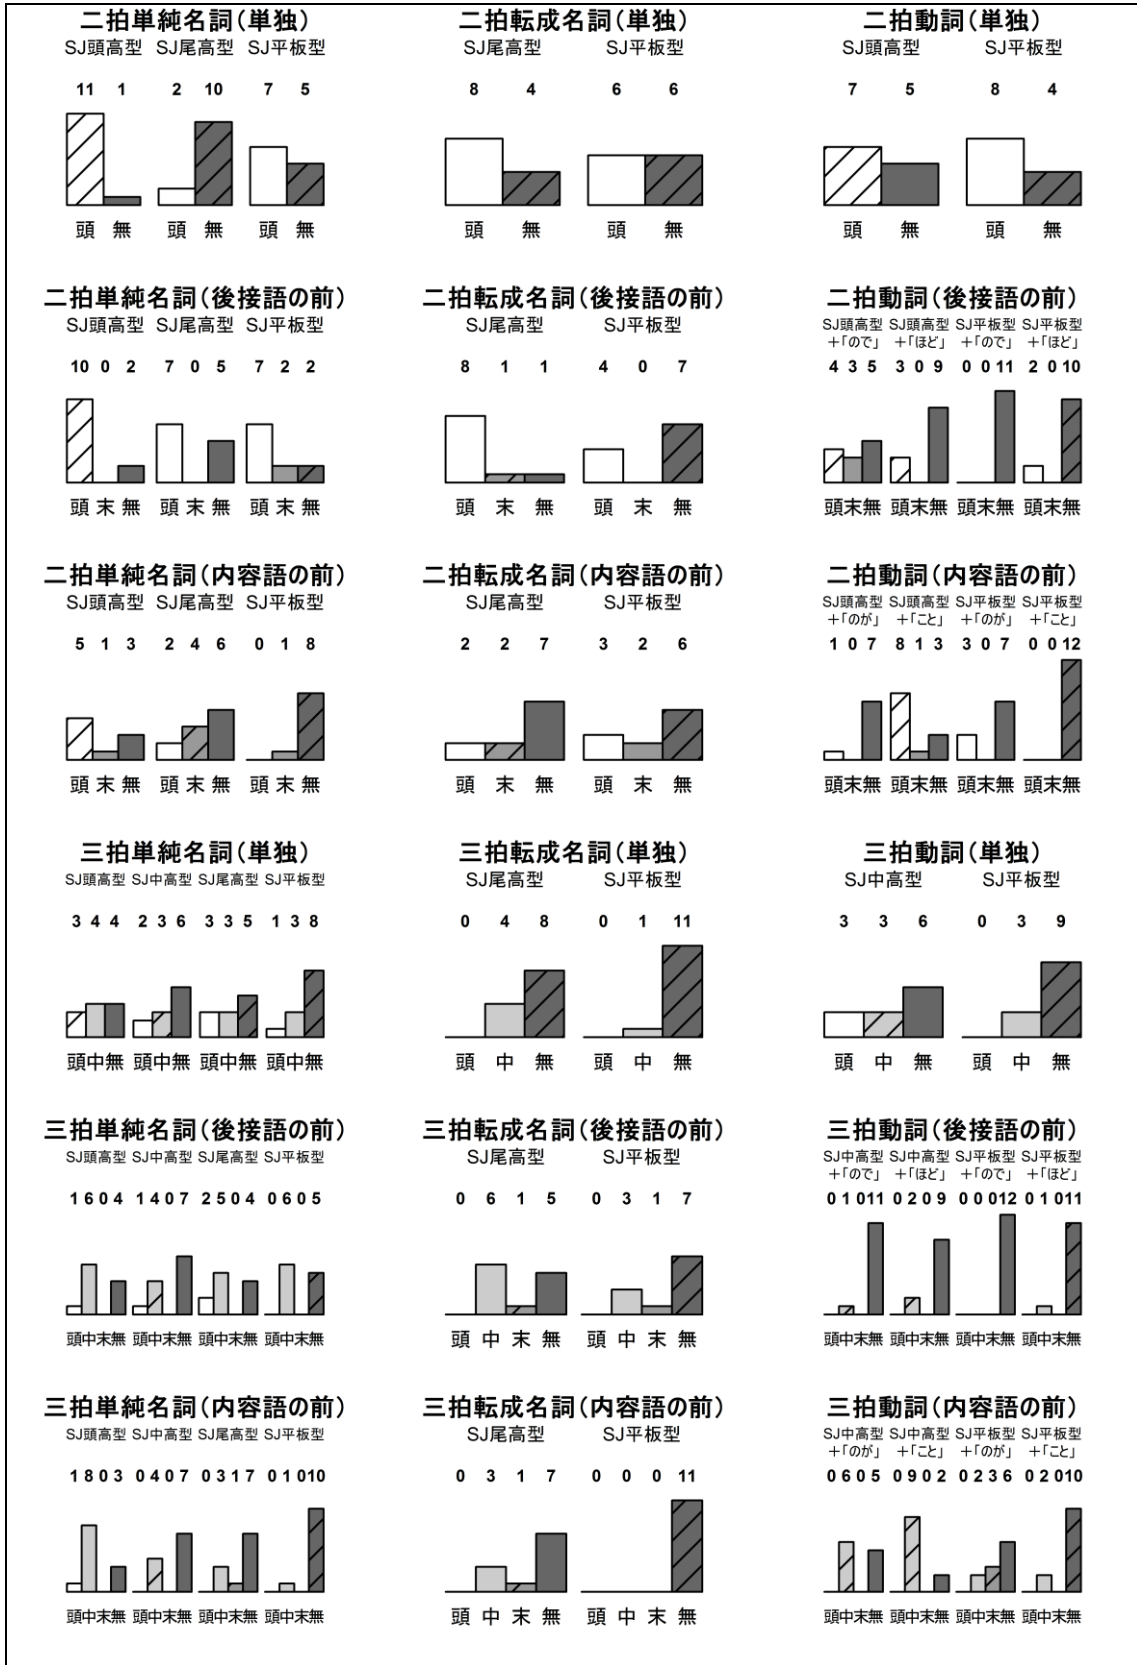 二拍単純名詞（単独）
SJ頭高型 SJ尾高型 SJ平板型
11 1 2 10 7 5
頭 無 頭 無 頭 無
二拍転成名詞（単独）
SJ尾高型 SJ平板型
8 4 6 6
頭 無 頭 無
二拍動詞（単独）
SJ頭高型 SJ平板型
7 5 8 4
頭 無 頭 無
二拍単純名詞（後接語の前）
SJ頭高型 SJ尾高型 SJ平板型
10 0 2 7 0 5 7 2 2
頭 末 無 頭 末 無 頭 末 無
二拍転成名詞（後接語の前）
SJ尾高型 SJ平板型
8 1 1 4 0 7
頭 末 無 頭 末 無
二拍動詞（後接語の前）
SJ頭高型 SJ頭高型 SJ平板型 SJ平板型
＋「ので」 ＋「ほど」 ＋「ので」 ＋「ほど」
4 3 5 3 0 9 0 0 11 2 0 10
頭末無 頭末無 頭末無 頭末無
二拍単純名詞（内容語の前）
SJ頭高型 SJ尾高型 SJ平板型
5 1 3 2 4 6 0 1 8
頭 末 無 頭 末 無 頭 末 無
二拍転成名詞（内容語の前）
SJ尾高型 SJ平板型
2 2 7 3 2 6
頭 末 無 頭 末 無
二拍動詞（内容語の前）
SJ頭高型 SJ頭高型 SJ平板型 SJ平板型
＋「のが」 ＋「こと」 ＋「のが」 ＋「こと」
1 0 7 8 1 3 3 0 7 0 0 12
頭末無 頭末無 頭末無 頭末無
三拍単純名詞（単独）
SJ頭高型 SJ中高型 SJ尾高型 SJ平板型
3 4 4 2 3 6 3 3 5 1 3 8
頭中無 頭中無 頭中無 頭中無
三拍転成名詞（単独）
SJ尾高型 SJ平板型
0 4 8 0 1 11
頭 中 無 頭 中 無
三拍動詞（単独）
SJ中高型 SJ平板型
3 3 6 0 3 9
頭 中 無 頭 中 無
三拍単純名詞（後接語の前）
SJ頭高型 SJ中高型 SJ尾高型 SJ平板型
1 6 0 4 1 4 0 7 2 5 0 4 0 6 0 5
頭中末無 頭中末無 頭中末無 頭中末無
三拍転成名詞（後接語の前）
SJ尾高型 SJ平板型
0 6 1 5 0 3 1 7
頭 中 末 無 頭 中 末 無
三拍動詞（後接語の前）
SJ中高型 SJ中高型 SJ平板型 SJ平板型
＋「ので」 ＋「ほど」 ＋「ので」 ＋「ほど」
0 1 0 11 0 2 0 9 0 0 0 12 0 1 0 11
頭中末無 頭中末無 頭中末無 頭中末無
三拍単純名詞（内容語の前）
SJ頭高型 SJ中高型 SJ尾高型 SJ平板型
1 8 0 3 0 4 0 7 0 3 1 7 0 1 0 10
頭中末無 頭中末無 頭中末無 頭中末無
三拍転成名詞（内容語の前）
SJ尾高型 SJ平板型
0 3 1 7 0 0 0 11
頭 中 末 無 頭 中 末 無
三拍動詞（内容語の前）
SJ中高型 SJ中高型 SJ平板型 SJ平板型
＋「のが」 ＋「こと」 ＋「のが」 ＋「こと」
0 6 0 5 0 9 0 2 0 2 3 6 0 2 0 10
頭中末無 頭中末無 頭中末無 頭中末無